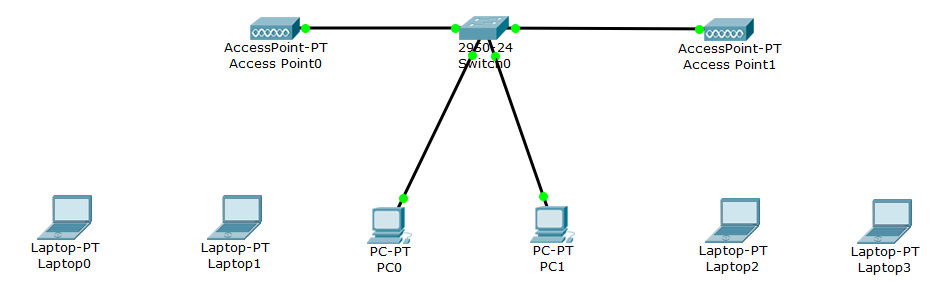 AccessPoint-PT
Access Point0
2950-24
Switch0
AccessPoint-PT
Access Point1
Laptop-PT
Laptop0
Laptop-PT
Laptop1
PC-PT
PC0
PC-PT
PC1
Laptop-PT
Laptop2
Laptop-PT
Laptop3